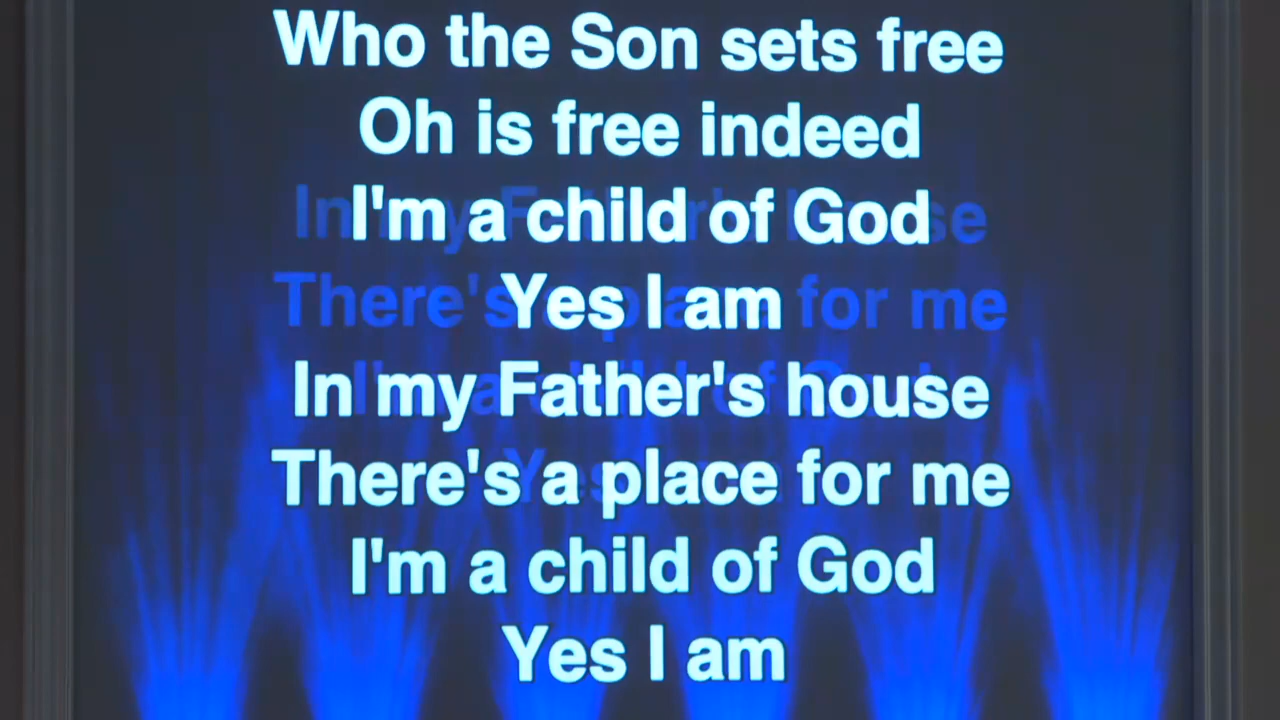 Who the Son sets free
Oh is free indeed
I'm a child of God
Yes I am
In my Father's house
There's a place for me
I'm a child of God
Yes I am